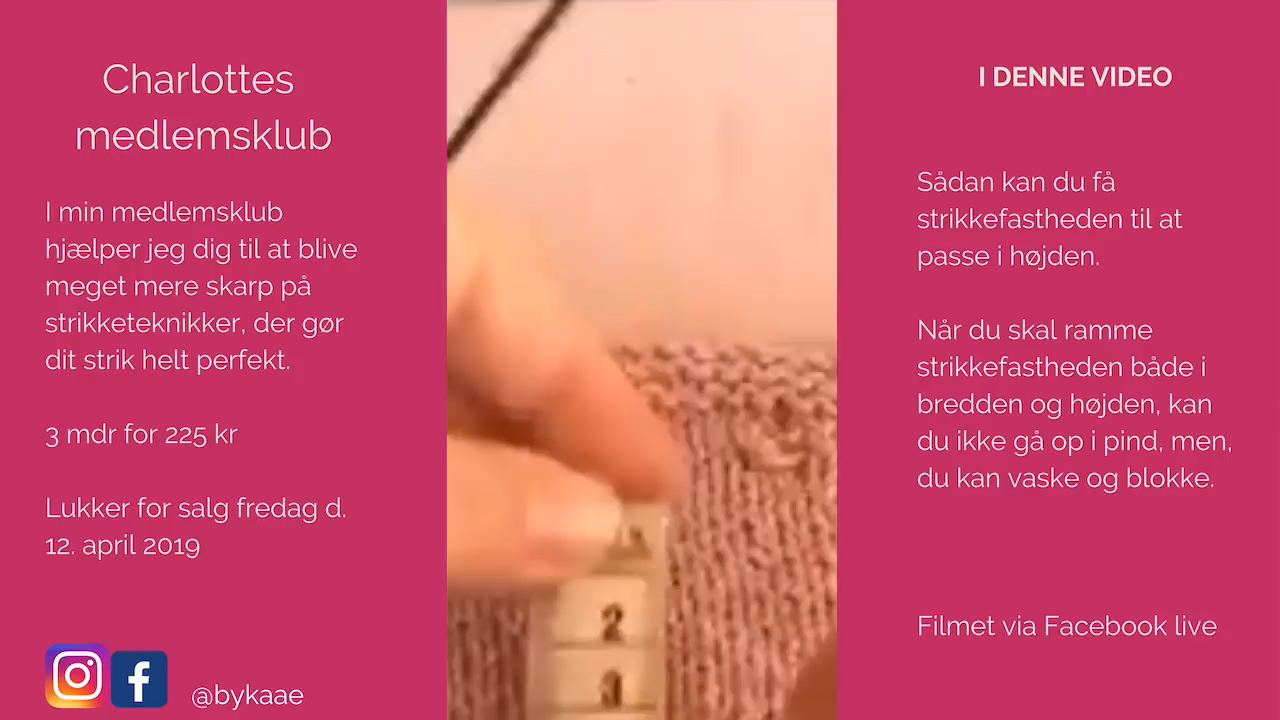 Charlottes
medlemsklub
I min medlemsklub
hjælper jeg dig til at blive
meget mere skarp på
strikketeknikker, der gør
dit strik helt perfekt.
3 mdr for 225 kr
Lukker for salg fredag d.
12. april 2019
@bykaae
2
3
I DENNE VIDEO
Sådan kan du få
strikkefastheden til at
passe i højden.
Når du skal ramme
strikkefastheden både i
bredden og højden, kan
du ikke gå op i pind, men,
du kan vaske og blokke.
Filmet via Facebook live